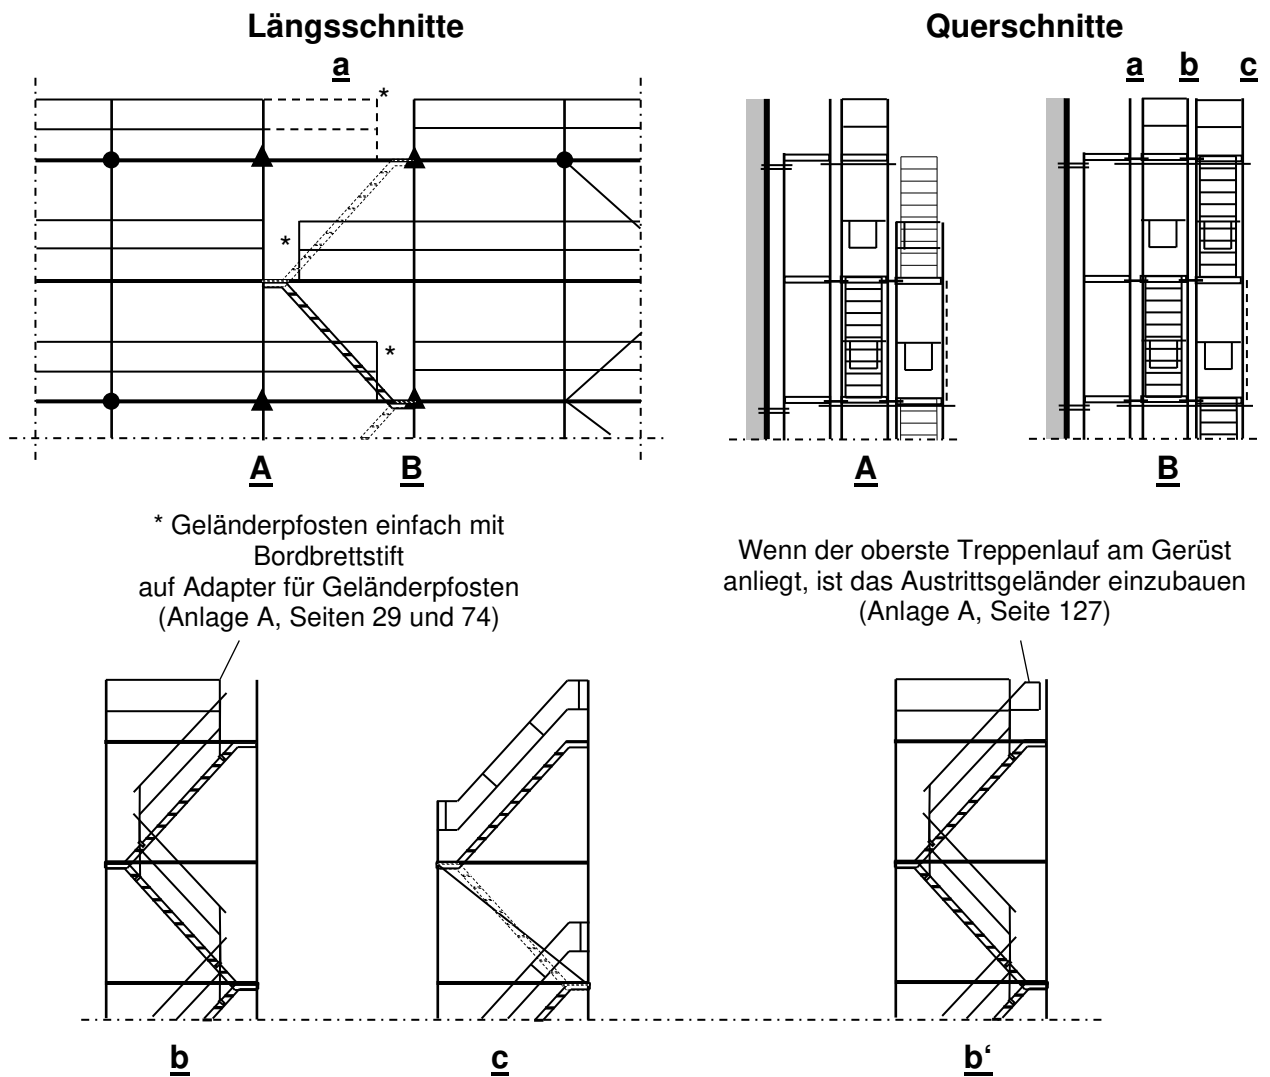 Längsschnitte
Querschnitte
a
a b c
*
*
*
A B
A
B
* Geländerpfosten einfach mit
Bordbrettstift
auf Adapter für Geländerpfosten
(Anlage A, Seiten 29 und 74)
Wenn der oberste Treppenlauf am Gerüst
anliegt, ist das Austrittsgeländer einzubauen
(Anlage A, Seite 127)
b
c
b‘